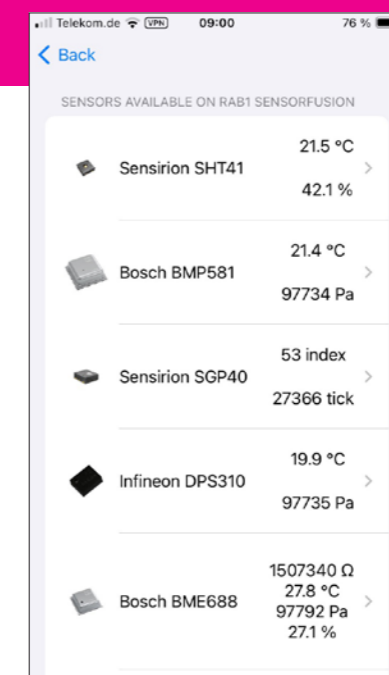 Telekom.de VPN 09:00 76 %
Back
SENSORS AVAILABLE ON RAB1 SENSORFUSION
Sensirion SHT41
21.5 °C
42.1 %
Bosch BMP581
21.4 °C
97734 Pa
Sensirion SGP40
53 index
27366 tick
Infineon DPS310
19.9 °C
97735 Pa
Bosch BME688
1507340 Ω
27.8 °C
97792 Pa
27.1 %